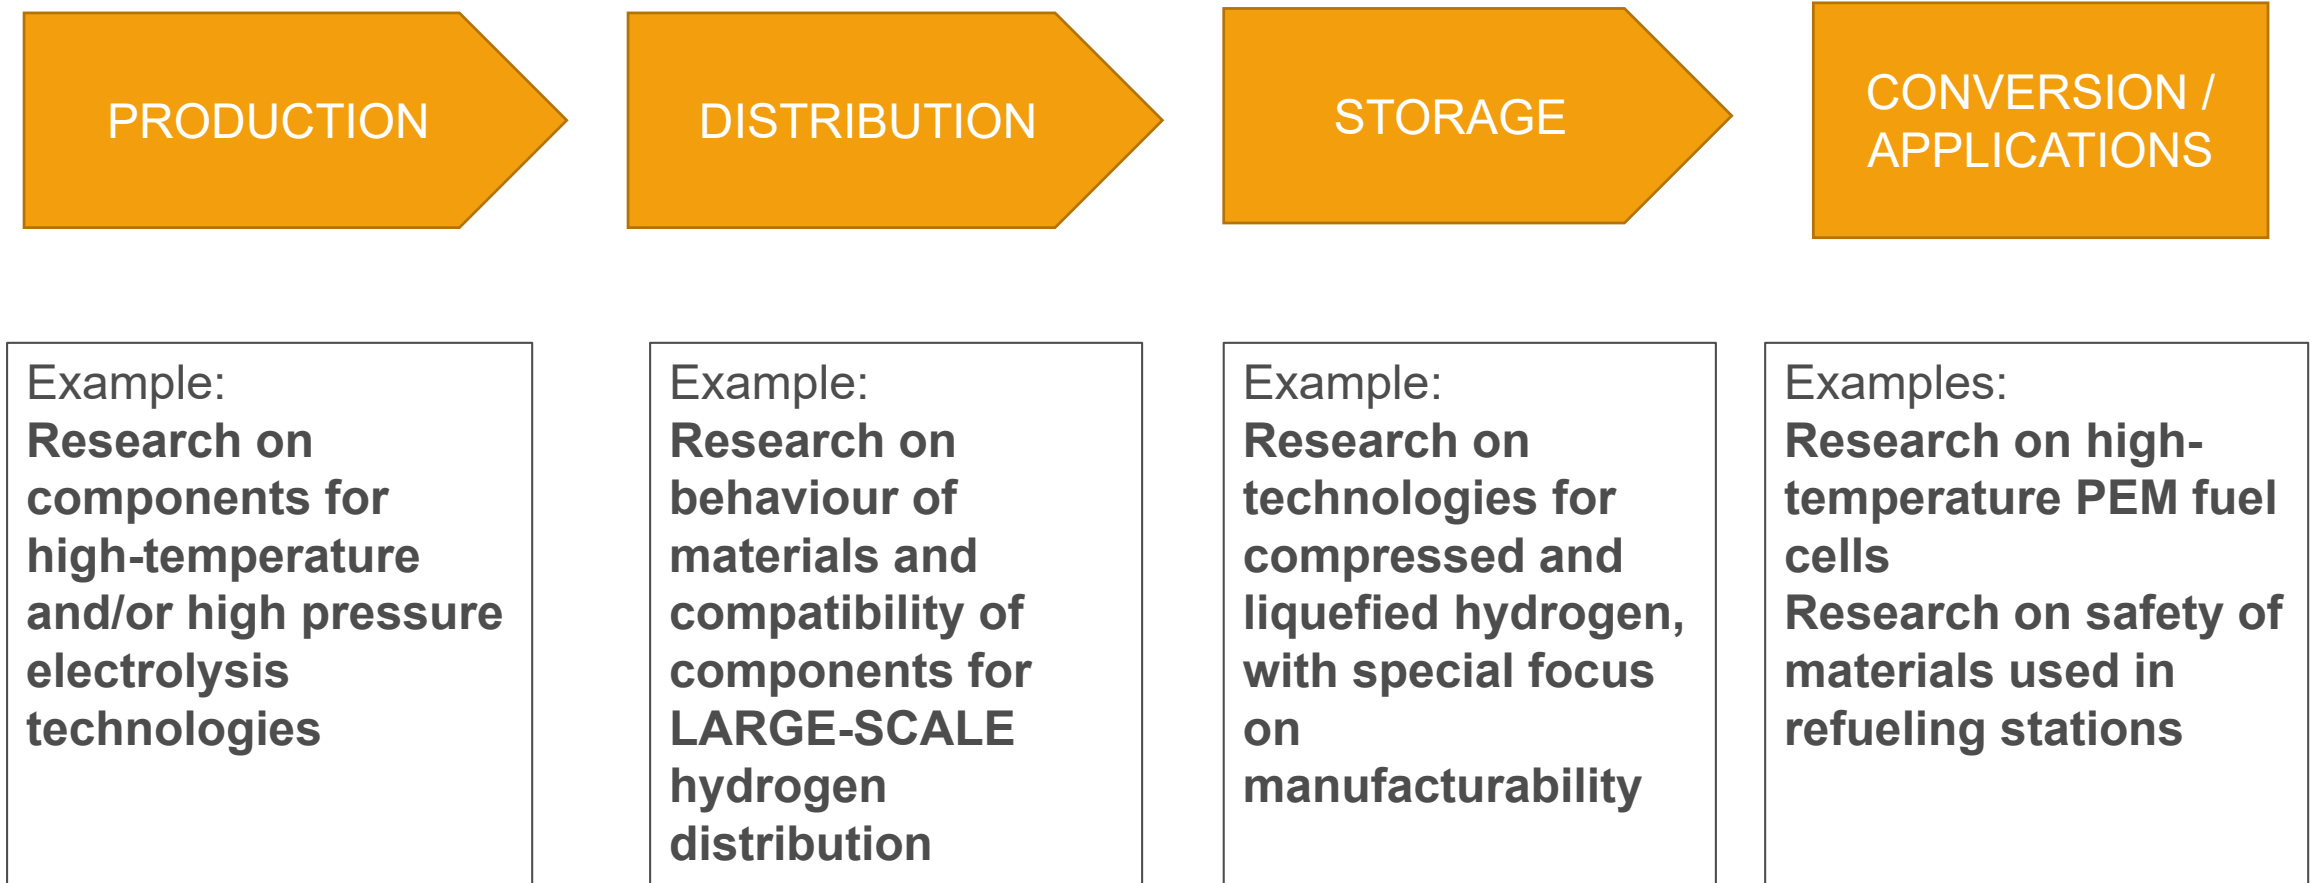 PRODUCTION
DISTRIBUTION
STORAGE
CONVERSION /
APPLICATIONS
Example:
Research on
components for
high-temperature
and/or high pressure
electrolysis
technologies
Example:
Research on
behaviour of
materials and
compatibility of
components for
LARGE-SCALE
hydrogen
distribution
Example:
Research on
technologies for
compressed and
liquefied hydrogen,
with special focus
on
manufacturability
Examples:
Research on high-
temperature PEM fuel
cells
Research on safety of
materials used in
refueling stations